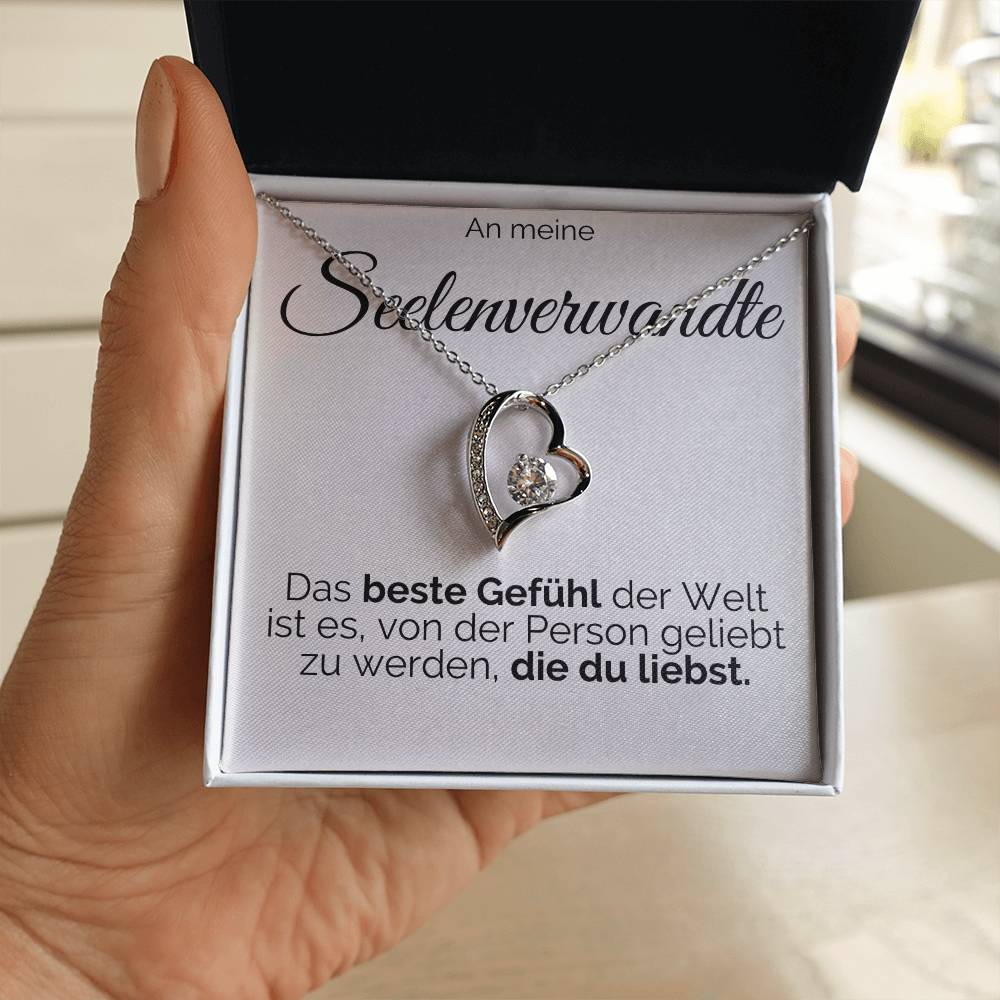 An meine
Seelenverwandte
Das beste Gefühl der Welt
ist es, von der Person geliebt
zu werden, die du liebst.